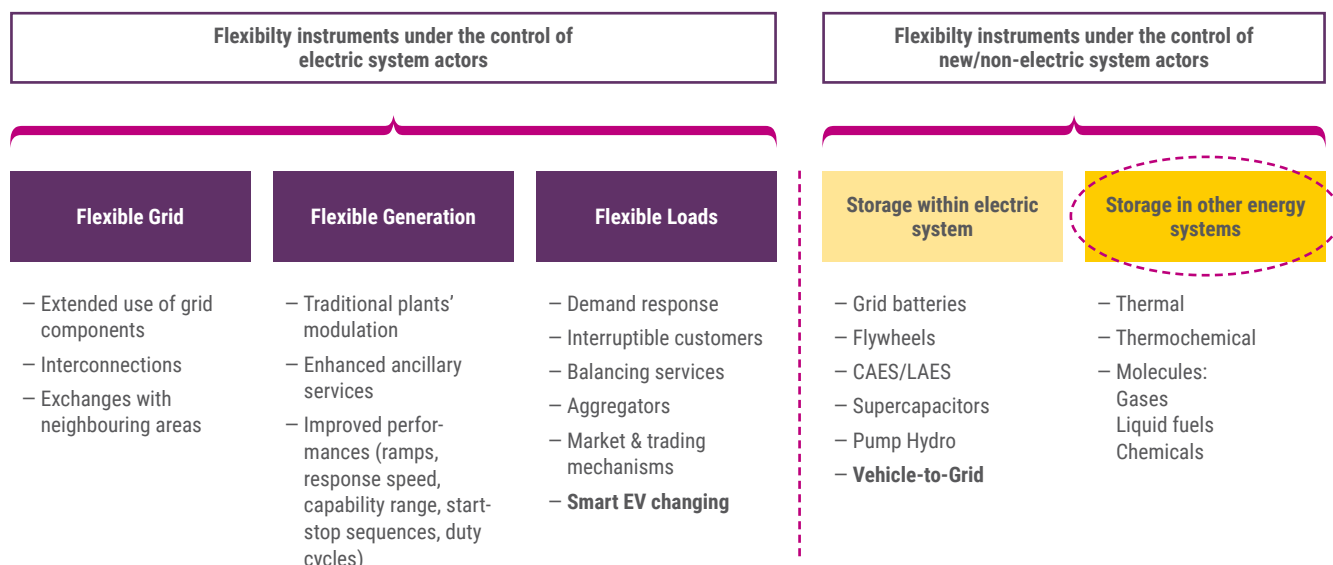 Flexibilty instruments under the control of
electric system actors
Flexibilty instruments under the control of
new/non-electric system actors
Flexible Grid
— Extended use of grid
components
— Interconnections
— Exchanges with
neighbouring areas
Flexible Generation
— Traditional plants’
modulation
— Enhanced ancillary
services
— Improved perfor-
mances (ramps,
response speed,
capability range, start-
stop sequences, duty
cycles)
Flexible Loads
— Demand response
— Interruptible customers
— Balancing services
— Aggregators
— Market & trading
mechanisms
— Smart EV changing
Storage within electric
system
— Grid batteries
— Flywheels
— CAES/LAES
— Supercapacitors
— Pump Hydro
— Vehicle-to-Grid
Storage in other energy
systems
— Thermal
— Thermochemical
— Molecules:
Gases
Liquid fuels
Chemicals